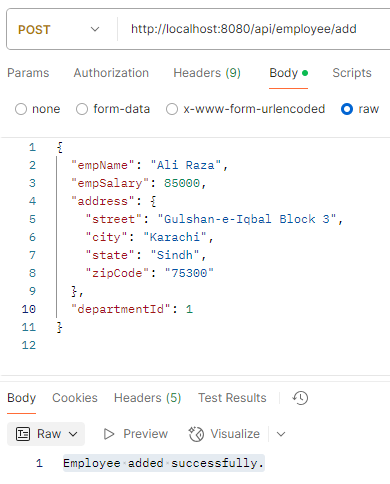 POST http://localhost:8080/api/employee/add
Params Authorization Headers (9) Body Scripts
none form-data x-www-form-urlencoded raw
1 {
2 "empName": "Ali Raza",
3 "empSalary": 85000,
4 "address": {
5 "street": "Gulshan-e-Iqbal Block 3",
6 "city": "Karachi",
7 "state": "Sindh",
8 "zipCode": "75300"
9 },
10 "departmentId": 1
11 }
12
Body Cookies Headers (5) Test Results
Raw Preview Visualize
1 Employee added successfully.